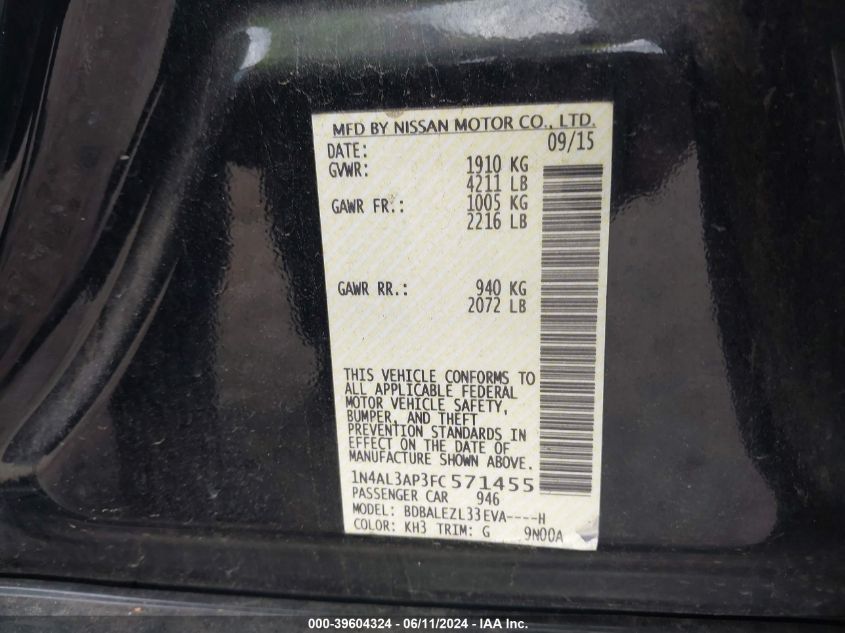 MFD BY NISSAN MOTOR CO., LTD.
DATE: 09/15
GVWR: 1910 KG
4211 LB
GAWR FR.: 1005 KG
2216 LB
GAWR RR.: 940 KG
2072 LB
THIS VEHICLE CONFORMS TO
ALL APPLICABLE FEDERAL
MOTOR VEHICLE SAFETY,
BUMPER, AND THEFT
PREVENTION STANDARDS IN
EFFECT ON THE DATE OF
MANUFACTURE SHOWN ABOVE.
1N4AL3AP3FC571455
PASSENGER CAR 946
MODEL: BDBALEZL33EVA----H
COLOR: KH3 TRIM: G 9N00A
000-39604324 - 06/11/2024 - IAA Inc.